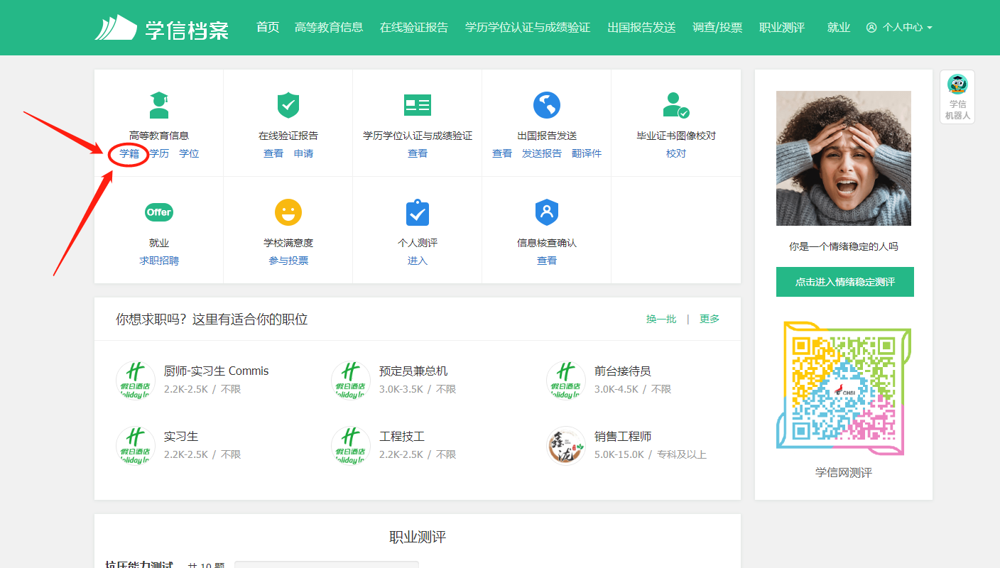 学信档案 首页 高等教育信息 在线验证报告 学历学位认证与成绩验证 出国报告发送 调查/投票 职业测评 就业 个人中心
学信
机器人
高等教育信息 在线验证报告 学历学位认证与成绩验证 出国报告发送 毕业证书图像校对
学籍 学历 学位 查看 申请 查看 查看 发送报告 翻译件 校对
Offer
就业 学校满意度 个人测评 信息核查确认
求职招聘 参与投票 进入 查看
你是一个情绪稳定的人吗
点击进入情绪稳定测评
CHSI
学信网测评
你想求职吗？这里有适合你的职位 换一批 | 更多
假日酒店
Holiday In
厨师-实习生 Commis
2.2K-2.5K / 不限
假日酒店
Holiday In
预定员兼总机
3.0K-3.5K / 不限
假日酒店
Holiday In
前台接待员
3.0K-4.5K / 不限
假日酒店
Holiday In
实习生
2.2K-2.5K / 不限
假日酒店
Holiday In
工程技工
2.2K-2.5K / 不限
鑫泷
销售工程师
5.0K-15.0K / 专科及以上
职业测评
抗压能力测试 共 10 题